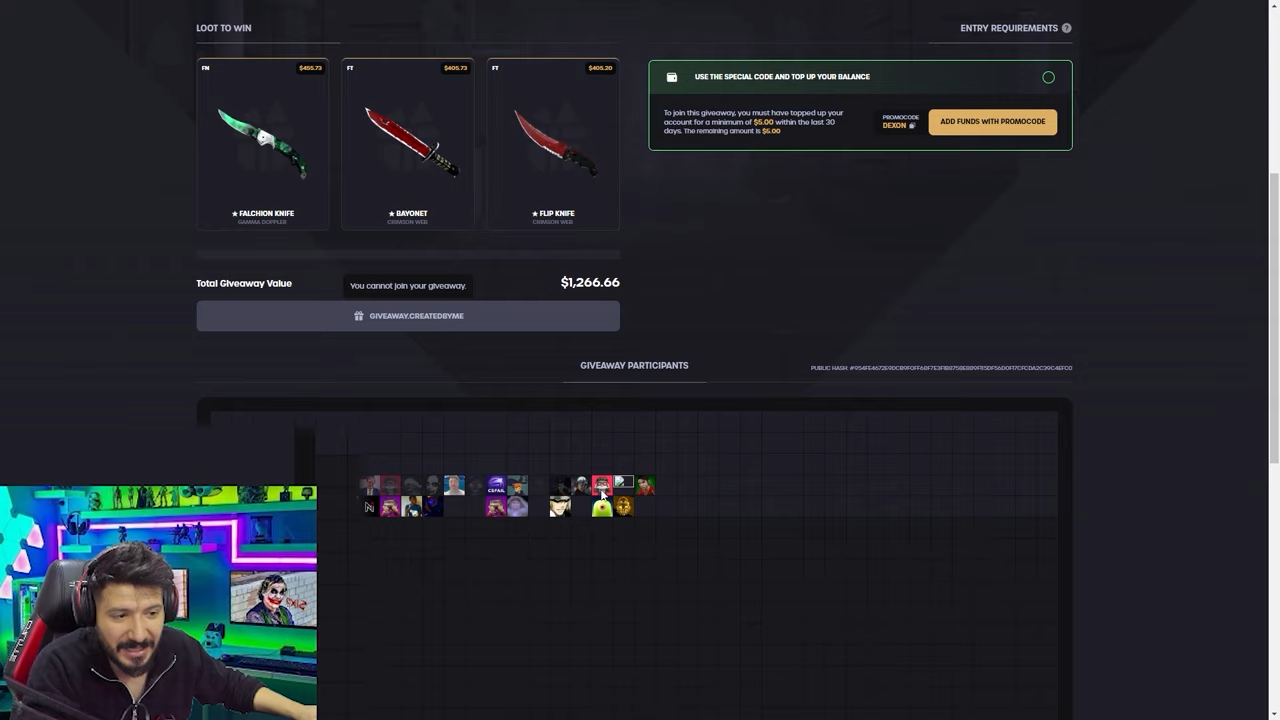 LOOT TO WIN
ENTRY REQUIREMENTS ?
FN $455.73
FT $405.73
FT $405.20
★ FALCHION KNIFE
GAMMA DOPPLER
★ BAYONET
CRIMSON WEB
★ FLIP KNIFE
CRIMSON WEB
USE THE SPECIAL CODE AND TOP UP YOUR BALANCE
To join this giveaway, you must have topped up your
account for a minimum of $5.00 within the last 30
days. The remaining amount is $5.00
PROMOCODE
DEXON
ADD FUNDS WITH PROMOCODE
Total Giveaway Value
You cannot join your giveaway.
$1,266.66
GIVEAWAY.CREATEDBYME
GIVEAWAY PARTICIPANTS
PUBLIC HASH:
CSFAIL